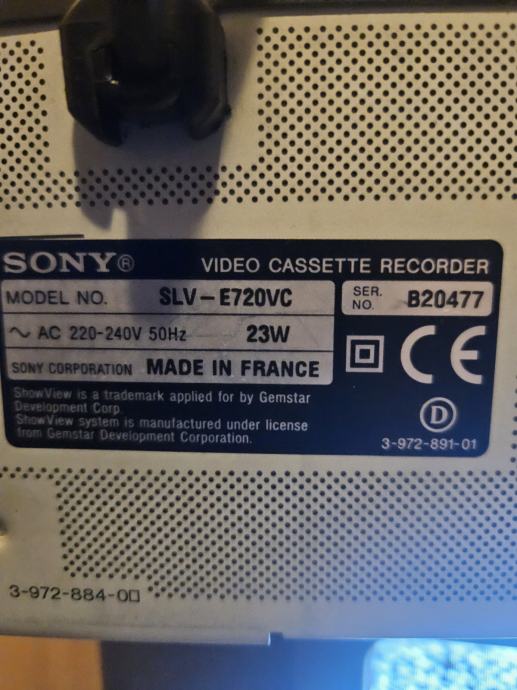 SONY® VIDEO CASSETTE RECORDER
MODEL NO. SLV-E720VC
SER. NO. B20477
~ AC 220-240V 50Hz 23W
SONY CORPORATION MADE IN FRANCE
CE
ShowView is a trademark applied for by Gemstar
Development Corp.
ShowView system is manufactured under license
from Gemstar Development Corporation.
D
3-972-891-01
3-972-884-0□